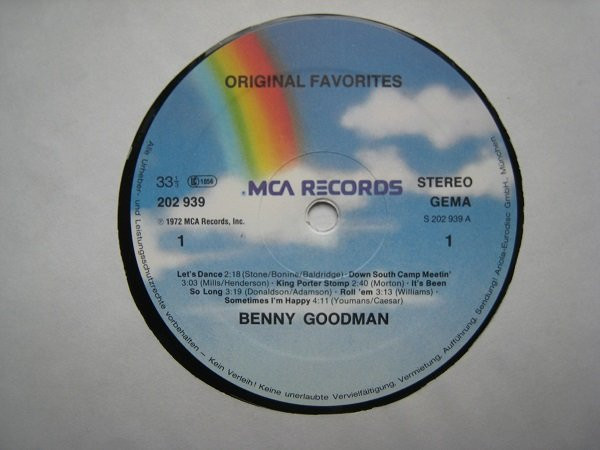 ORIGINAL FAVORITES
33⅓
LC 1056
202 939
℗ 1972 MCA Records, Inc.
1
MCA RECORDS
STEREO
GEMA
S 202 939 A
1
Let's Dance 2:18 (Stone/Bonine/Baldridge) · Down South Camp Meetin'
3:03 (Mills/Henderson) · King Porter Stomp 2:40 (Morton) · It's Been
So Long 3:19 (Donaldson/Adamson) · Roll 'em 3:13 (Williams) ·
Sometimes I'm Happy 4:11 (Youmans/Caesar)
BENNY GOODMAN
Alle Urheber- und Leistungsschutzrechte vorbehalten – Kein Verleih! Keine unerlaubte Vervielfältigung, Vermietung, Aufführung, Sendung! Ariola-Eurodisc GmbH, München